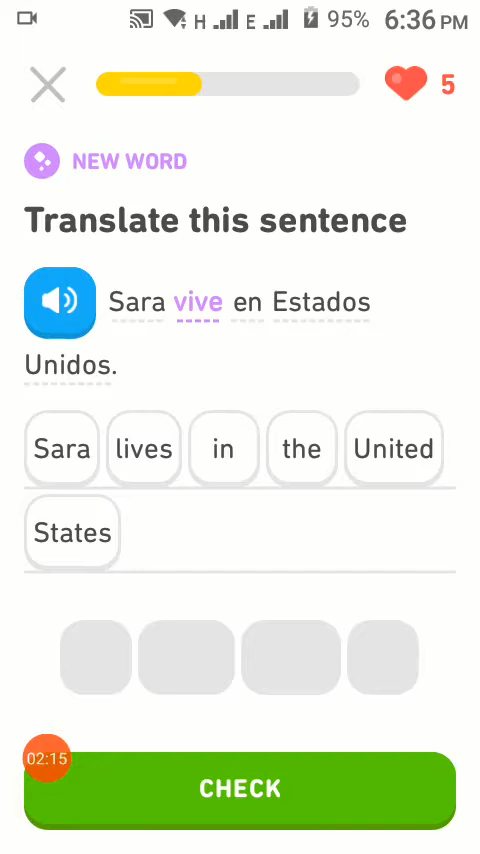 H E 95% 6:36 PM
5
NEW WORD
Translate this sentence
Sara vive en Estados
Unidos.
Sara lives in the United
States
02:15
CHECK